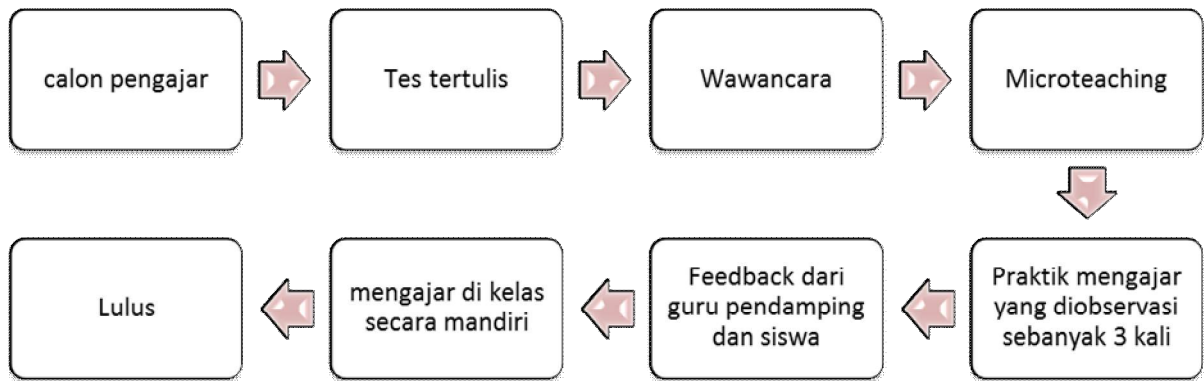 calon pengajar
Tes tertulis
Wawancara
Microteaching
Praktik mengajar
yang diobservasi
sebanyak 3 kali
Feedback dari
guru pendamping
dan siswa
mengajar di kelas
secara mandiri
Lulus